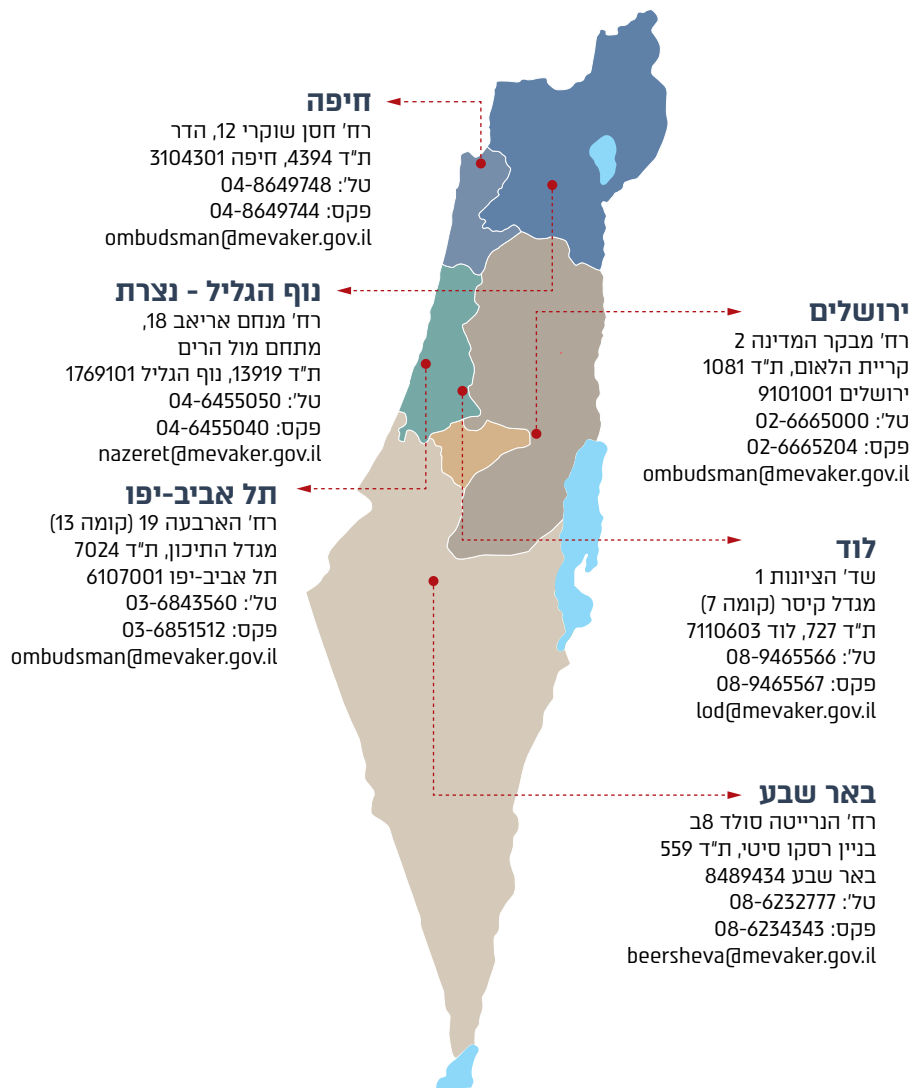 חיפה
רח' חסן שוקרי 12, הדר
ת"ד 4394, חיפה 3104301
טל': 04-8649748
פקס: 04-8649744
ombudsman@mevaker.gov.il
נוף הגליל - נצרת
רח' מנחם אריאב 18,
מתחם מול הרים
ת"ד 13919, נוף הגליל 1769101
טל': 04-6455050
פקס: 04-6455040
nazeret@mevaker.gov.il
תל אביב-יפו
רח' הארבעה 19 (קומה 13)
מגדל התיכון, ת"ד 7024
תל אביב-יפו 6107001
טל': 03-6843560
פקס: 03-6851512
ombudsman@mevaker.gov.il
ירושלים
רח' מבקר המדינה 2
קריית הלאום, ת"ד 1081
ירושלים 9101001
טל': 02-6665000
פקס: 02-6665204
ombudsman@mevaker.gov.il
לוד
שד' הציונות 1
מגדל קיסר (קומה 7)
ת"ד 727, לוד 7110603
טל': 08-9465566
פקס: 08-9465567
lod@mevaker.gov.il
באר שבע
רח' הנרייטה סולד 8ב
בניין רסקו סיטי, ת"ד 559
באר שבע 8489434
טל': 08-6232777
פקס: 08-6234343
beersheva@mevaker.gov.il